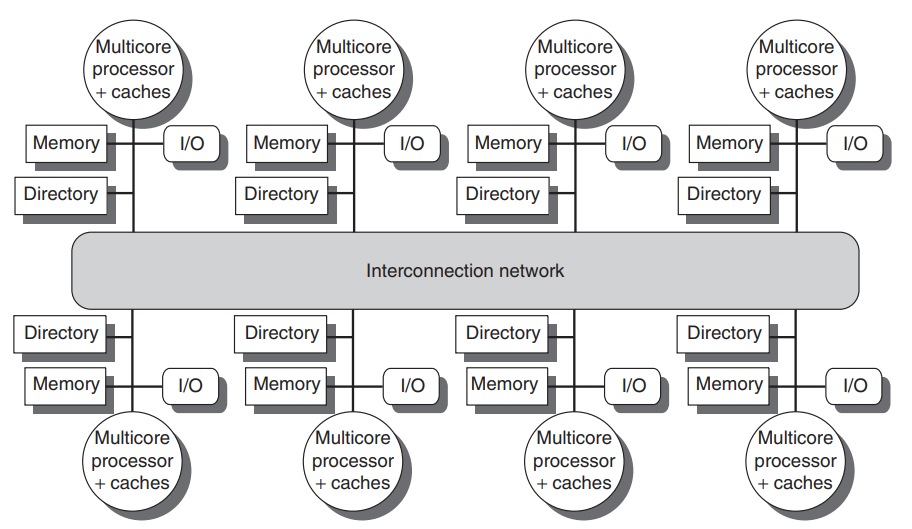 Multicore
processor
+ caches
Multicore
processor
+ caches
Multicore
processor
+ caches
Multicore
processor
+ caches
Memory
I/O
Memory
I/O
Memory
I/O
Memory
I/O
Directory
Directory
Directory
Directory
Interconnection network
Directory
Directory
Directory
Directory
Memory
I/O
Memory
I/O
Memory
I/O
Memory
I/O
Multicore
processor
+ caches
Multicore
processor
+ caches
Multicore
processor
+ caches
Multicore
processor
+ caches